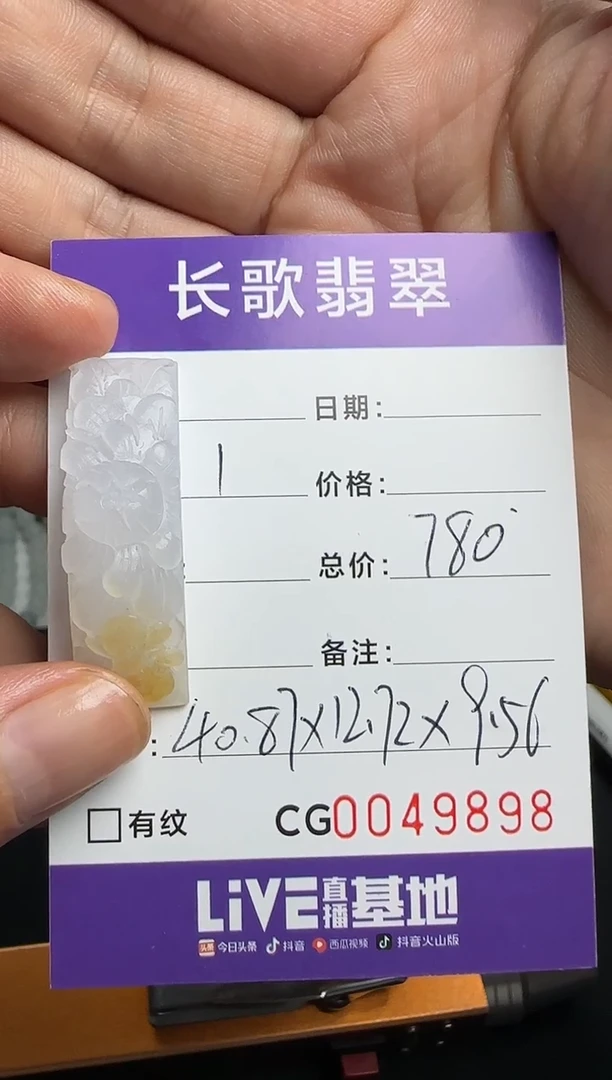 长歌翡翠
日期:
1 价格:
总价: 780
备注:
: 40.87×12.72×9.56
有纹 CG0049898
LiVE直播基地
头条 今日头条 抖音 西瓜视频 抖音火山版